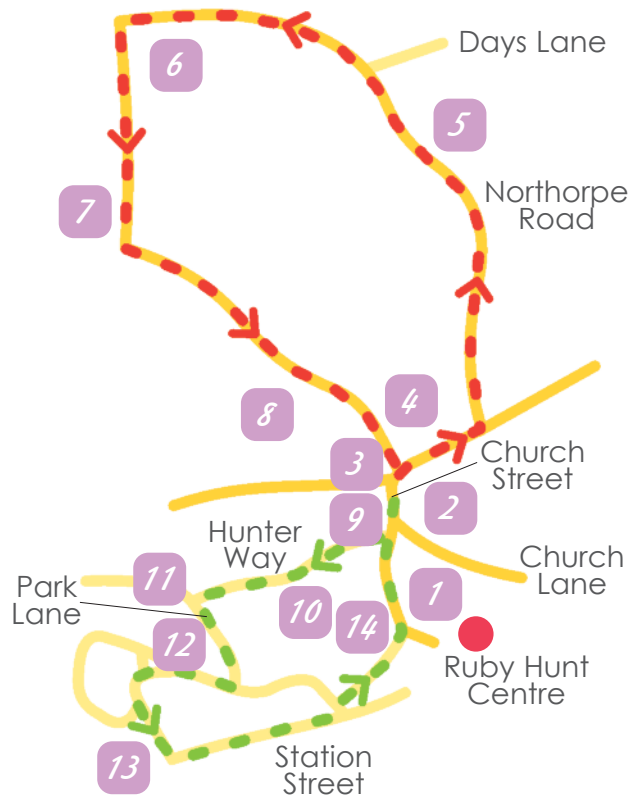 Days Lane
6
5
Northorpe
Road
7
8
4
Church
Street
3
2
9
Hunter
Way
Church
Lane
11
Park
Lane
10
1
14
12
Ruby Hunt
Centre
13
Station
Street